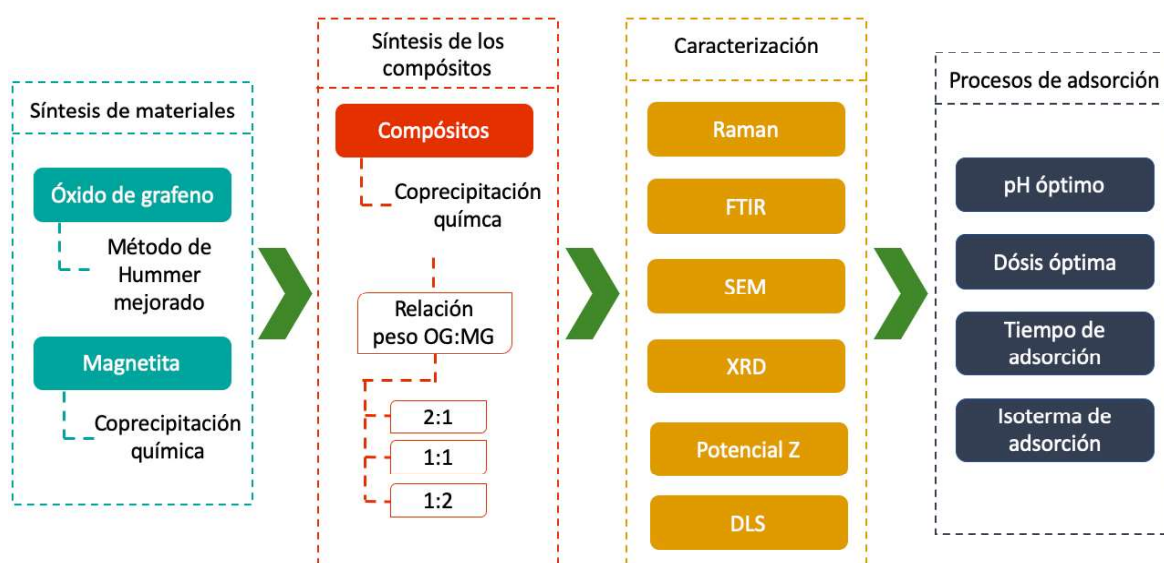 Síntesis de materiales
Óxido de grafeno
Método de
Hummer
mejorado
Magnetita
Coprecipitación
química
Síntesis de los
compósitos
Compósitos
Coprecipitación
químca
Relación
peso OG:MG
2:1
1:1
1:2
Caracterización
Raman
FTIR
SEM
XRD
Potencial Z
DLS
Procesos de adsorción
pH óptimo
Dósis óptima
Tiempo de
adsorción
Isoterma de
adsorción